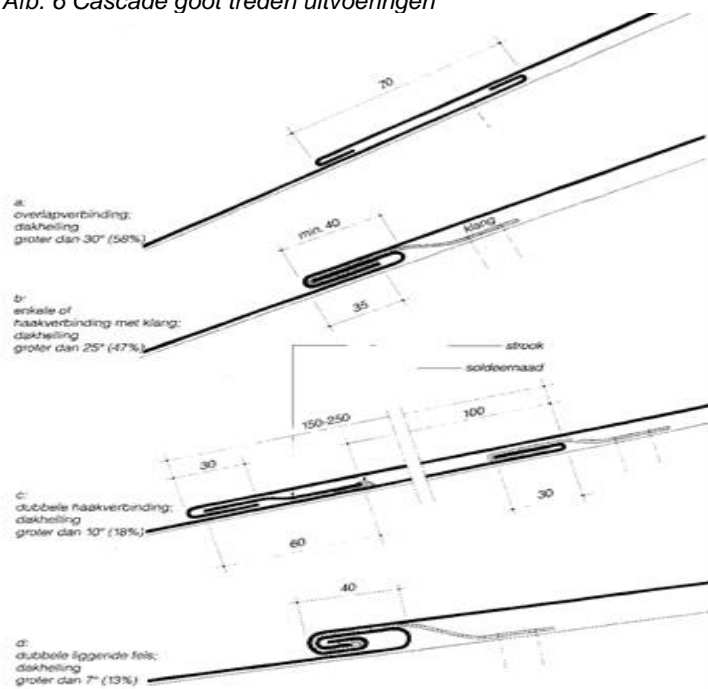 Afb. 6 Cascade goot treden uitvoeringen
70
a:
overlapverbinding;
dakhelling
groter dan 30° (58%)
min. 40
klang
35
b:
enkele of
haakverbinding met klang;
dakhelling
groter dan 25° (47%)
strook
soldeernaad
150-250
100
30
c:
dubbele haakverbinding;
dakhelling
groter dan 10° (18%)
30
60
40
d:
dubbele liggende fels;
dakhelling
groter dan 7° (13%)